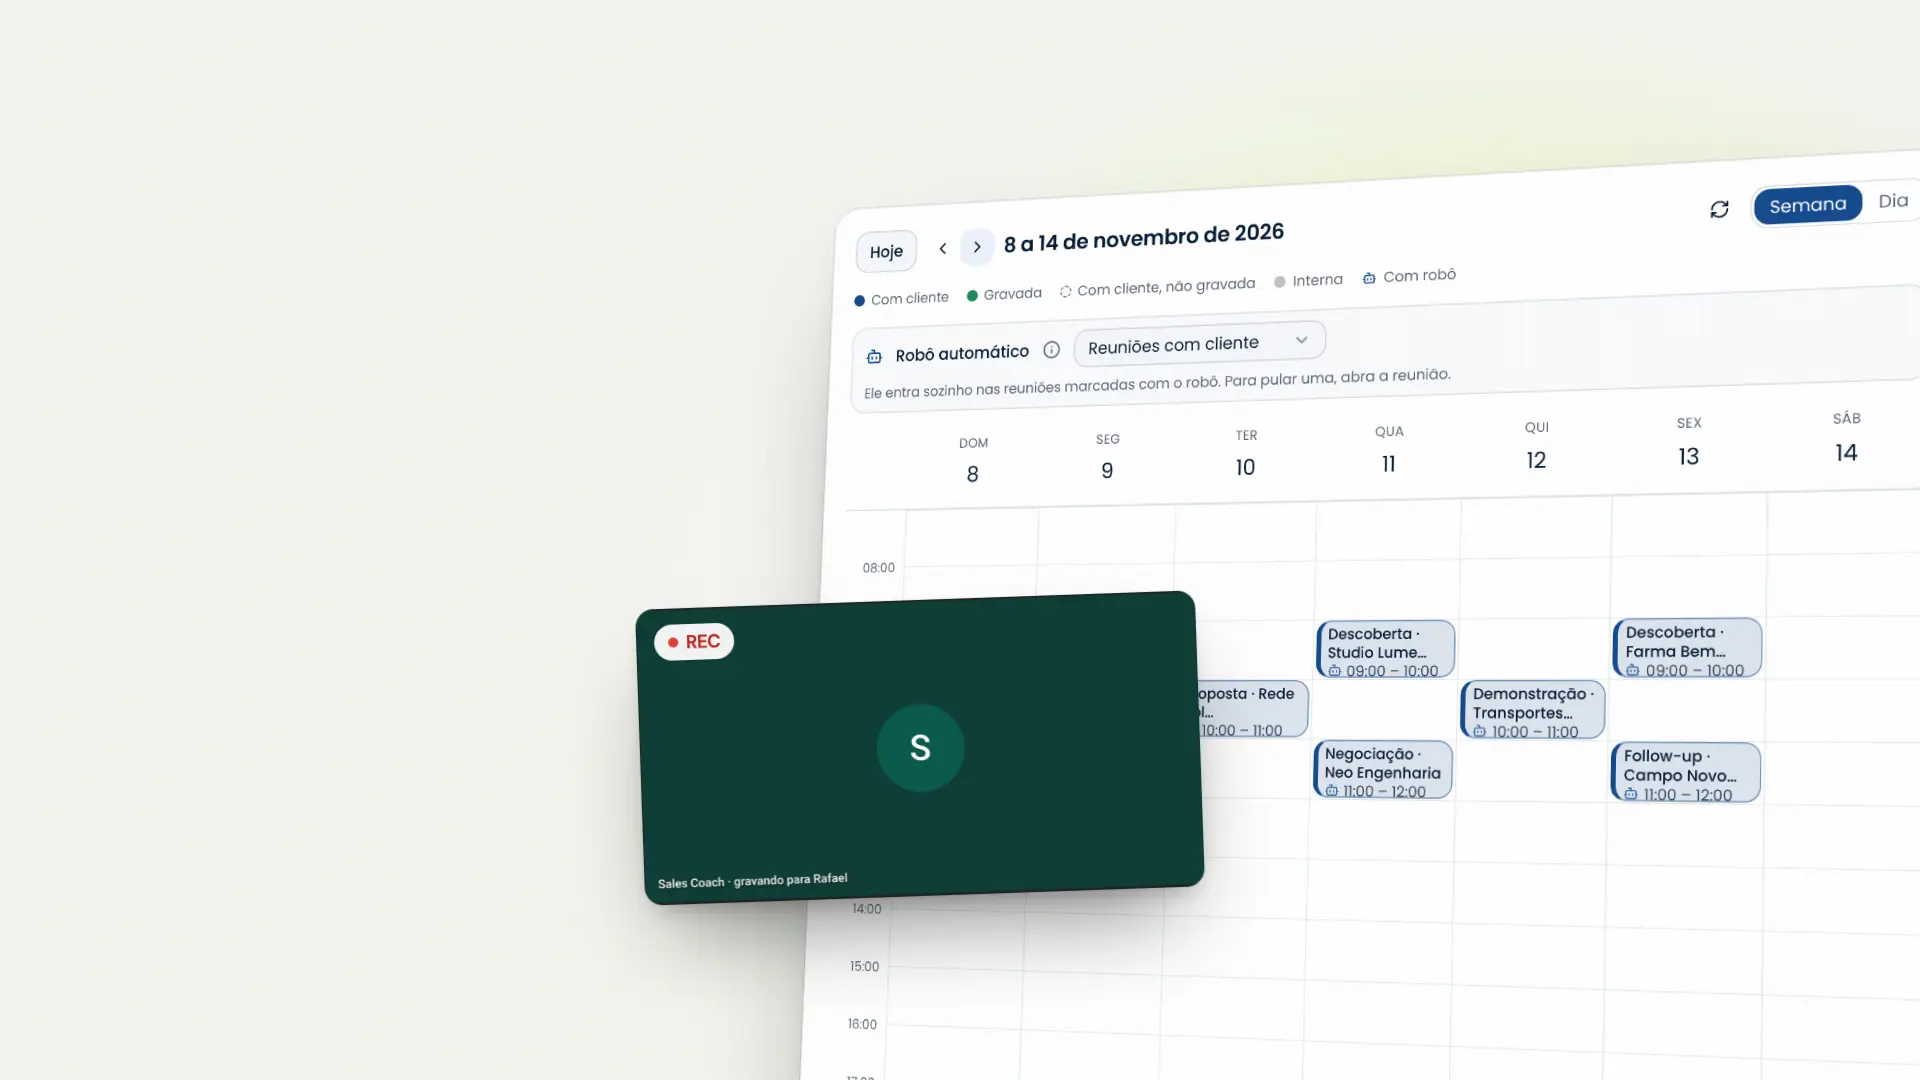 Hoje
8 a 14 de novembro de 2026
Semana
Dia
Com cliente
Gravada
Com cliente, não gravada
Interna
Com robô
Robô automático
Reuniões com cliente
Ele entra sozinho nas reuniões marcadas com o robô. Para pular uma, abra a reunião.
DOM
SEG
TER
QUA
QUI
SEX
SÁB
8
9
10
11
12
13
14
08:00
REC
S
Sales Coach · gravando para Rafael
· Rede
10:00 – 11:00
Descoberta ·
Studio Lume...
09:00 – 10:00
Negociação ·
Neo Engenharia
11:00 – 12:00
Demonstração ·
Transportes...
10:00 – 11:00
Descoberta ·
Farma Bem...
09:00 – 10:00
Follow-up ·
Campo Novo...
11:00 – 12:00
14:00
15:00
16:00